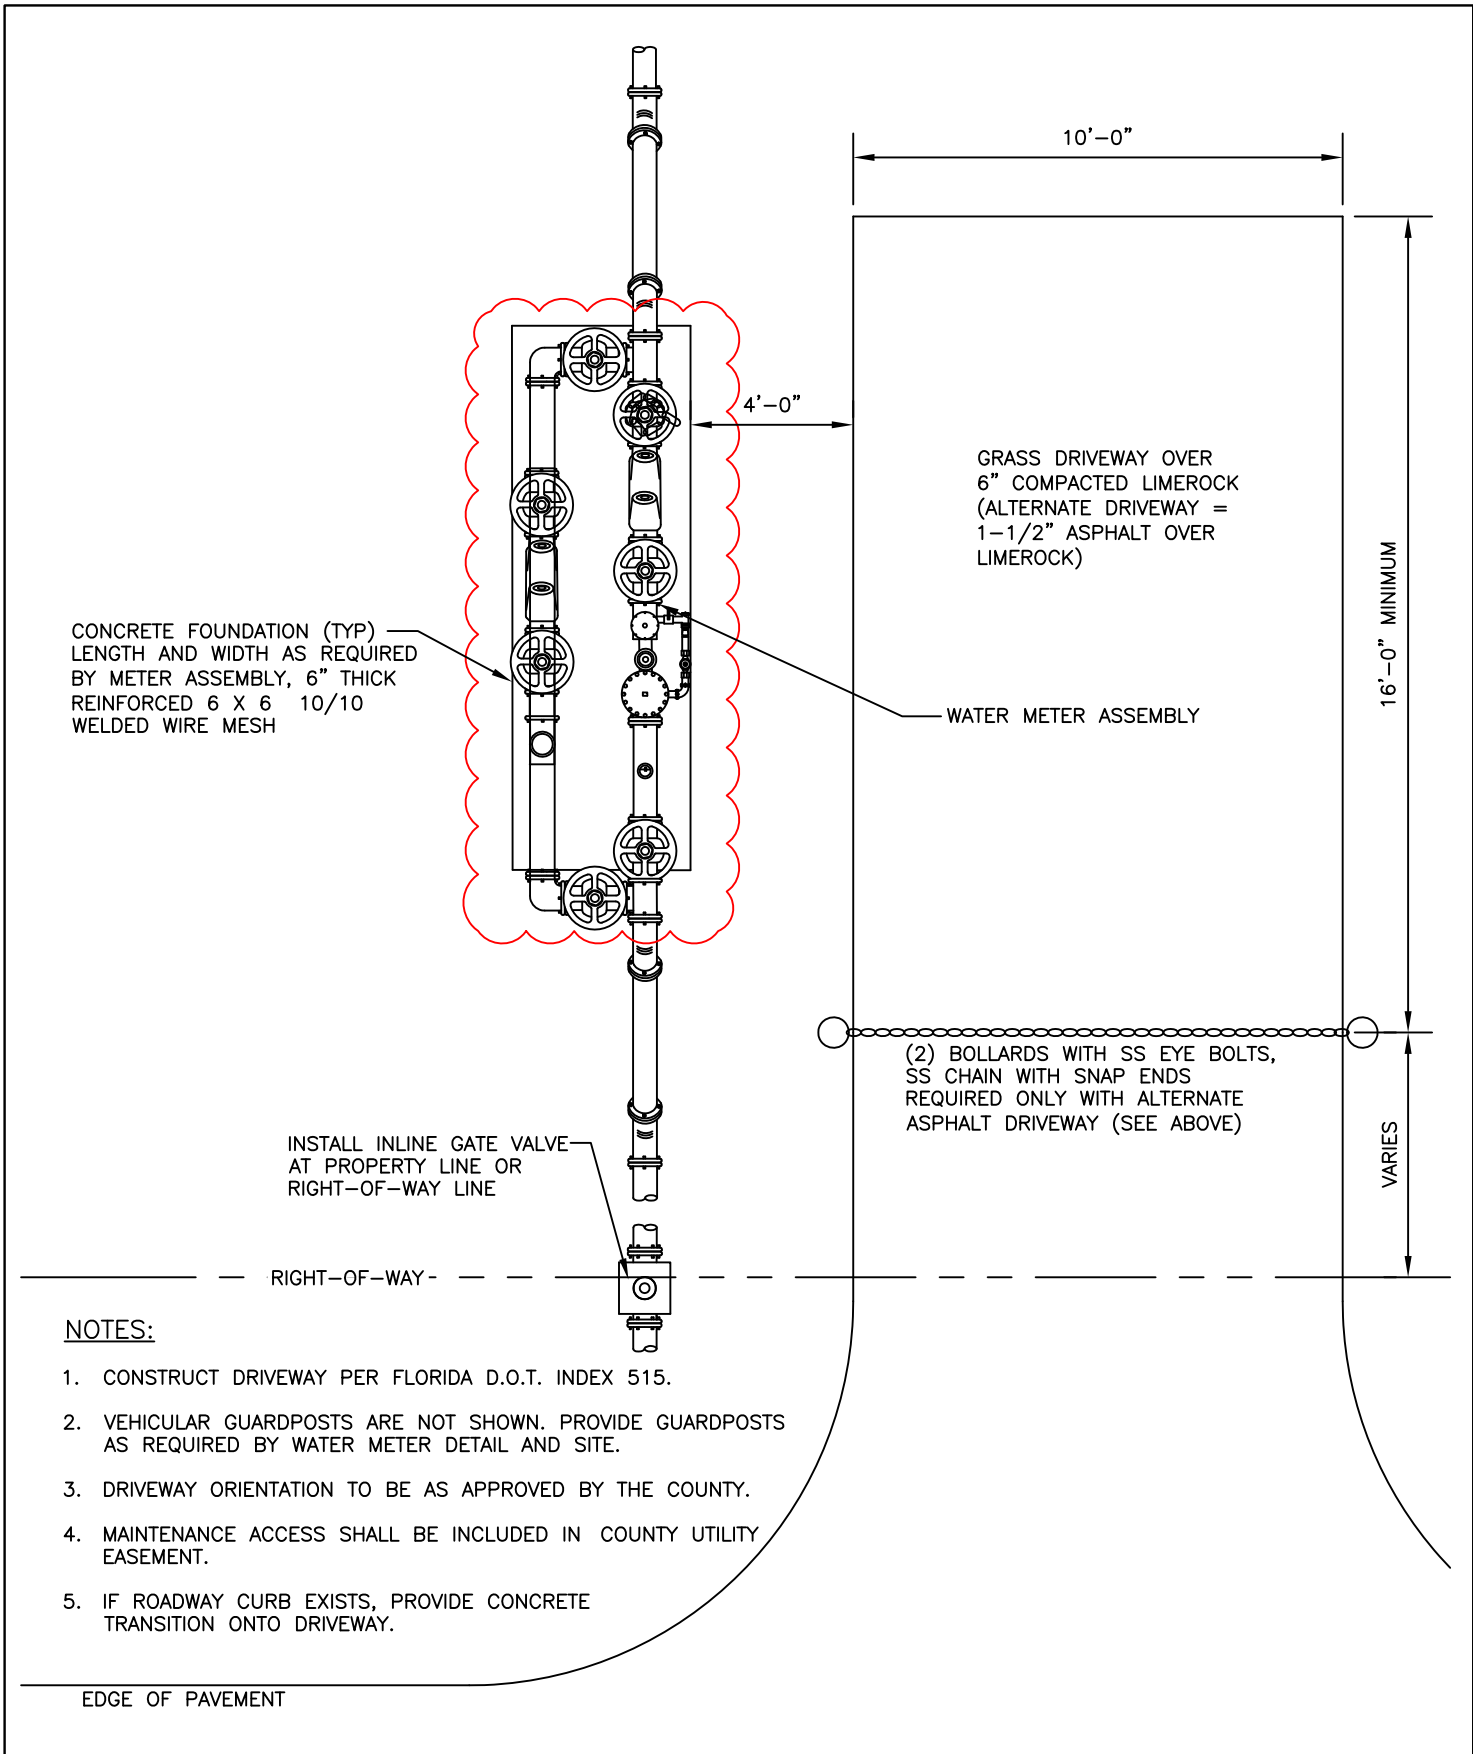 10'-0"
4'-0"
GRASS DRIVEWAY OVER
6" COMPACTED LIMEROCK
(ALTERNATE DRIVEWAY =
1-1/2" ASPHALT OVER
LIMEROCK)
16'-0" MINIMUM
CONCRETE FOUNDATION (TYP)
LENGTH AND WIDTH AS REQUIRED
BY METER ASSEMBLY, 6" THICK
REINFORCED 6 X 6 10/10
WELDED WIRE MESH
WATER METER ASSEMBLY
(2) BOLLARDS WITH SS EYE BOLTS,
SS CHAIN WITH SNAP ENDS
REQUIRED ONLY WITH ALTERNATE
ASPHALT DRIVEWAY (SEE ABOVE)
VARIES
INSTALL INLINE GATE VALVE
AT PROPERTY LINE OR
RIGHT-OF-WAY LINE
RIGHT-OF-WAY
NOTES:
1. CONSTRUCT DRIVEWAY PER FLORIDA D.O.T. INDEX 515.
2. VEHICULAR GUARDPOSTS ARE NOT SHOWN. PROVIDE GUARDPOSTS
AS REQUIRED BY WATER METER DETAIL AND SITE.
3. DRIVEWAY ORIENTATION TO BE AS APPROVED BY THE COUNTY.
4. MAINTENANCE ACCESS SHALL BE INCLUDED IN COUNTY UTILITY
EASEMENT.
5. IF ROADWAY CURB EXISTS, PROVIDE CONCRETE
TRANSITION ONTO DRIVEWAY.
EDGE OF PAVEMENT